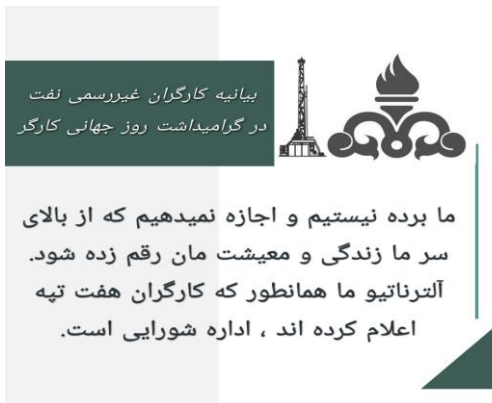 بیانیه کارگران غیررسمی نفت
در گرامیداشت روز جهانی کارگر
ما برده نیستیم و اجازه نمیدهیم که از بالای
سر ما زندگی و معیشت مان رقم زده شود.
آلترناتیو ما همانطور که کارگران هفت تپه
اعلام کرده اند ، اداره شورایی است.